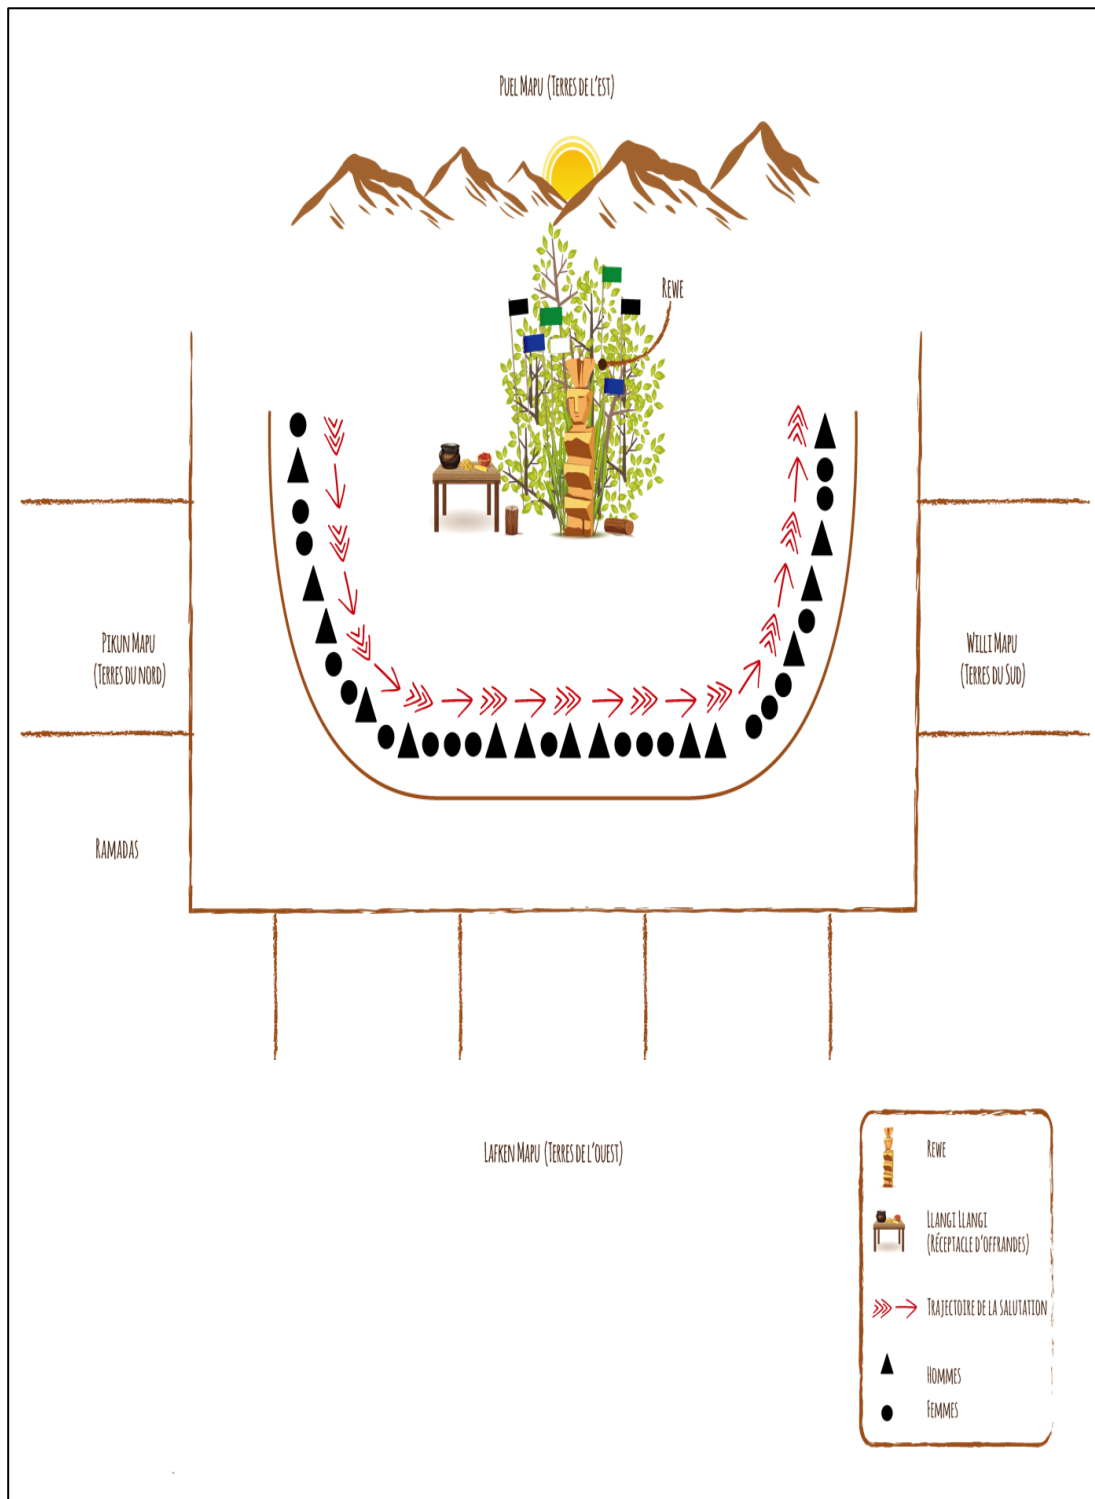 Puel Mapu (Terres de l'est)
Rewe
Pikun Mapu
(Terres du nord)
Willi Mapu
(Terres du Sud)
Ramadas
Lafken Mapu (Terres de l'ouest)
Rewe
Llangi Llangi
(Réceptacle d'offrandes)
Trajectoire de la salutation
Hommes
Femmes